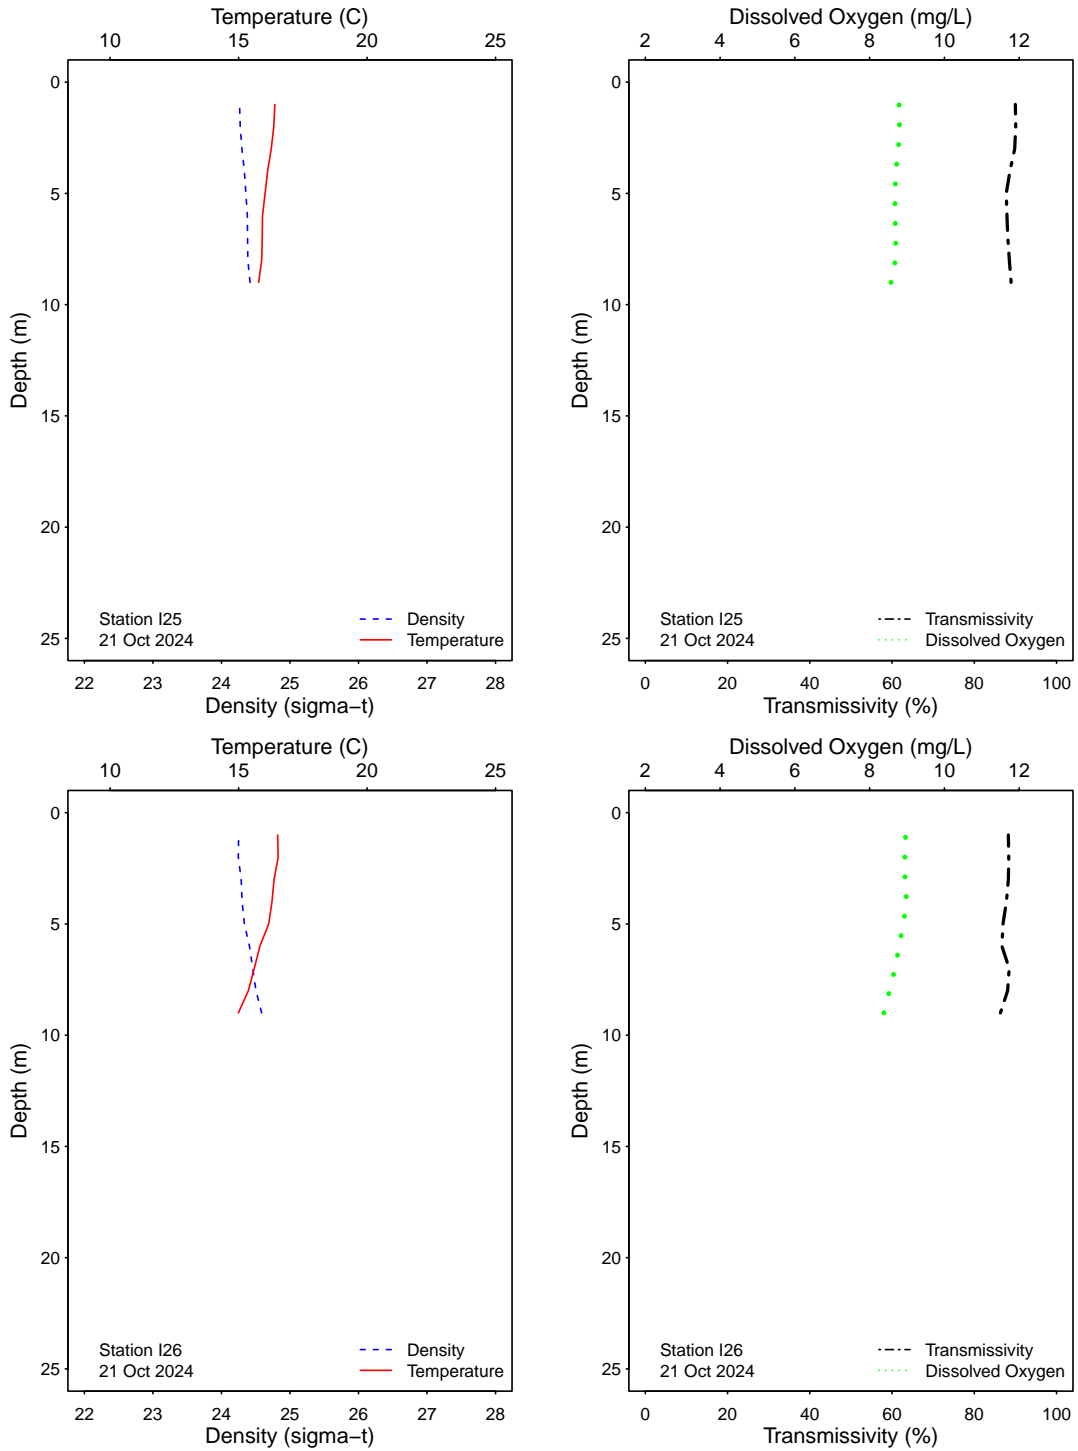 Temperature (C)
10 15 20 25
0
5
10
15
20
25
Depth (m)
Station I25
21 Oct 2024
Density
Temperature
22 23 24 25 26 27 28
Density (sigma−t)
Dissolved Oxygen (mg/L)
2 4 6 8 10 12
0
5
10
15
20
25
Depth (m)
Station I25
21 Oct 2024
Transmissivity
Dissolved Oxygen
0 20 40 60 80 100
Transmissivity (%)
Temperature (C)
10 15 20 25
0
5
10
15
20
25
Depth (m)
Station I26
21 Oct 2024
Density
Temperature
22 23 24 25 26 27 28
Density (sigma−t)
Dissolved Oxygen (mg/L)
2 4 6 8 10 12
0
5
10
15
20
25
Depth (m)
Station I26
21 Oct 2024
Transmissivity
Dissolved Oxygen
0 20 40 60 80 100
Transmissivity (%)